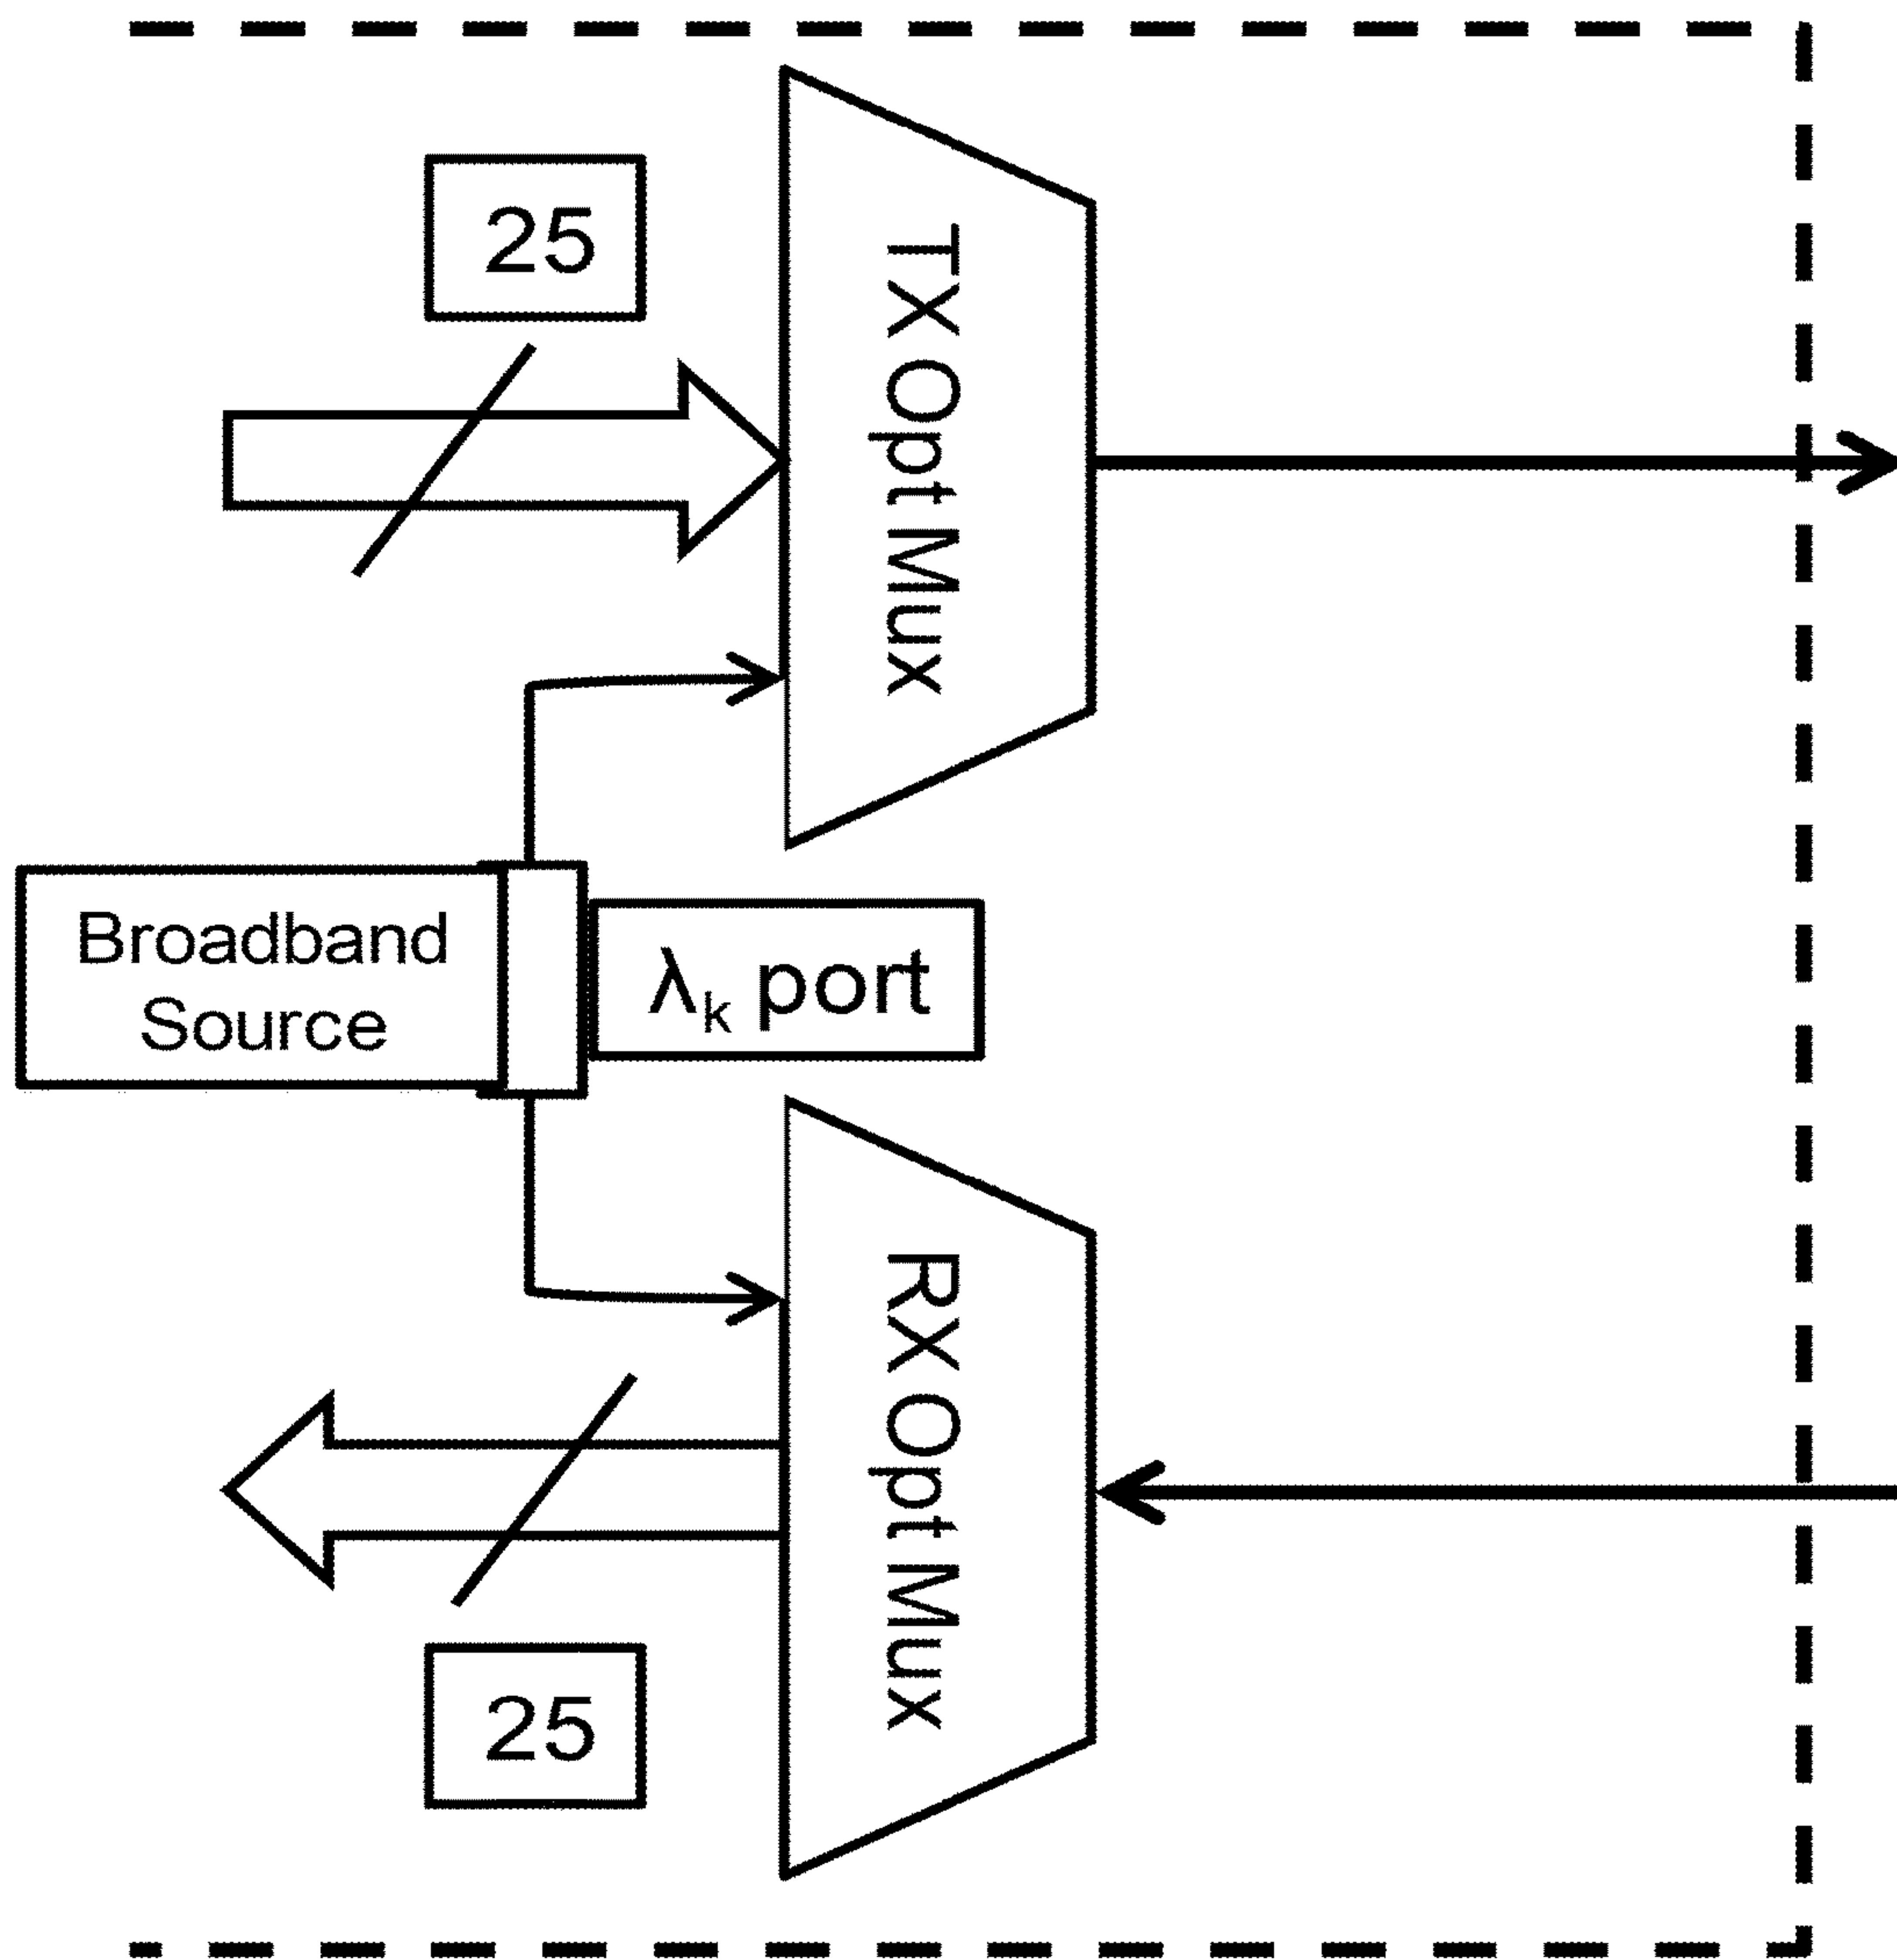 25
TX Opt Mux
Broadband
Source
λₖ port
RX Opt Mux
25